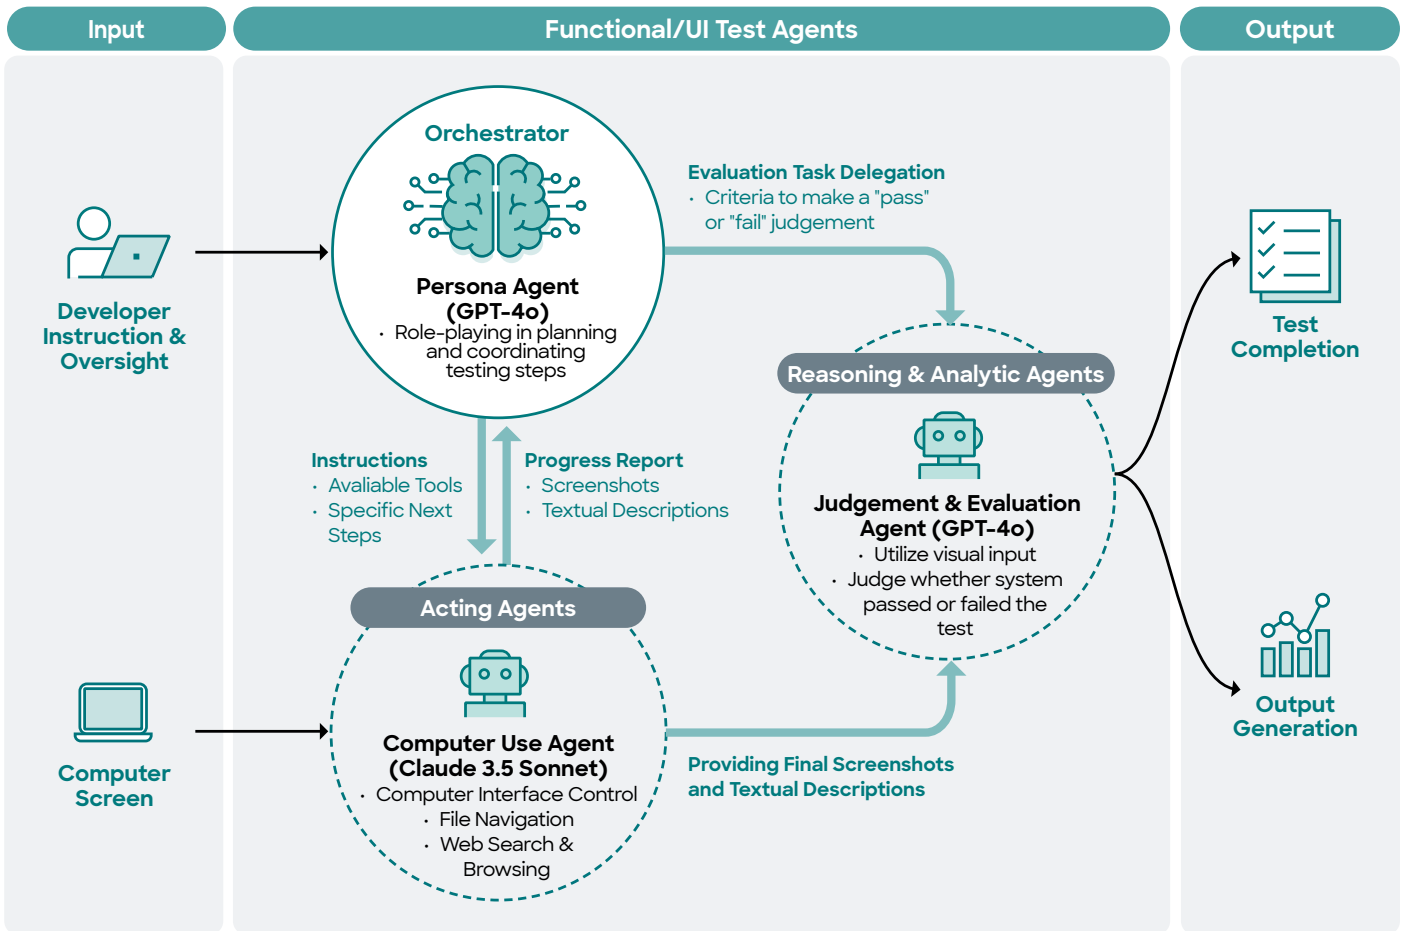 Input
Functional/UI Test Agents
Output
Orchestrator
Persona Agent
(GPT-4o)
· Role-playing in planning
and coordinating
testing steps
Evaluation Task Delegation
· Criteria to make a "pass"
or "fail" judgement
Developer
Instruction &
Oversight
Test
Completion
Reasoning & Analytic Agents
Judgement & Evaluation
Agent (GPT-4o)
· Utilize visual input
· Judge whether system
passed or failed the
test
Instructions
· Avaliable Tools
· Specific Next
Steps
Progress Report
· Screenshots
· Textual Descriptions
Acting Agents
Computer Use Agent
(Claude 3.5 Sonnet)
· Computer Interface Control
· File Navigation
· Web Search &
Browsing
Computer
Screen
Providing Final Screenshots
and Textual Descriptions
Output
Generation